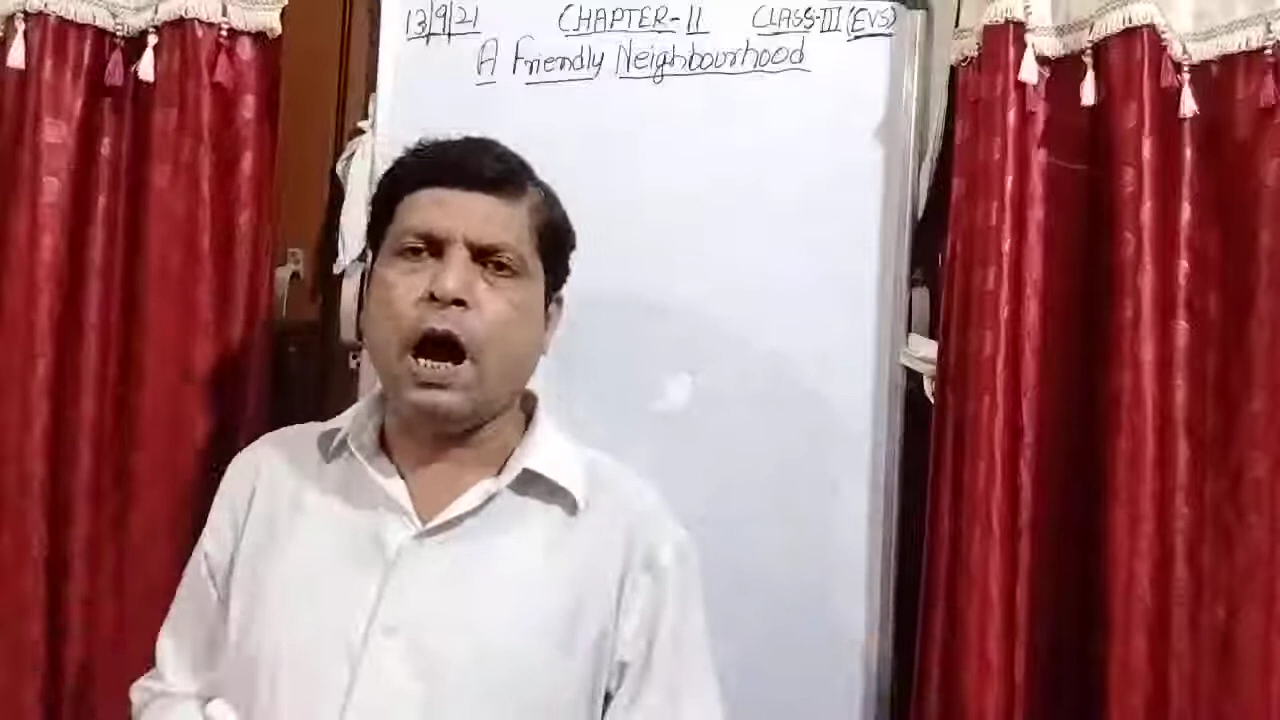 13/9/21 CHAPTER-11 CLASS-III (EVS)
A Friendly Neighbourhood